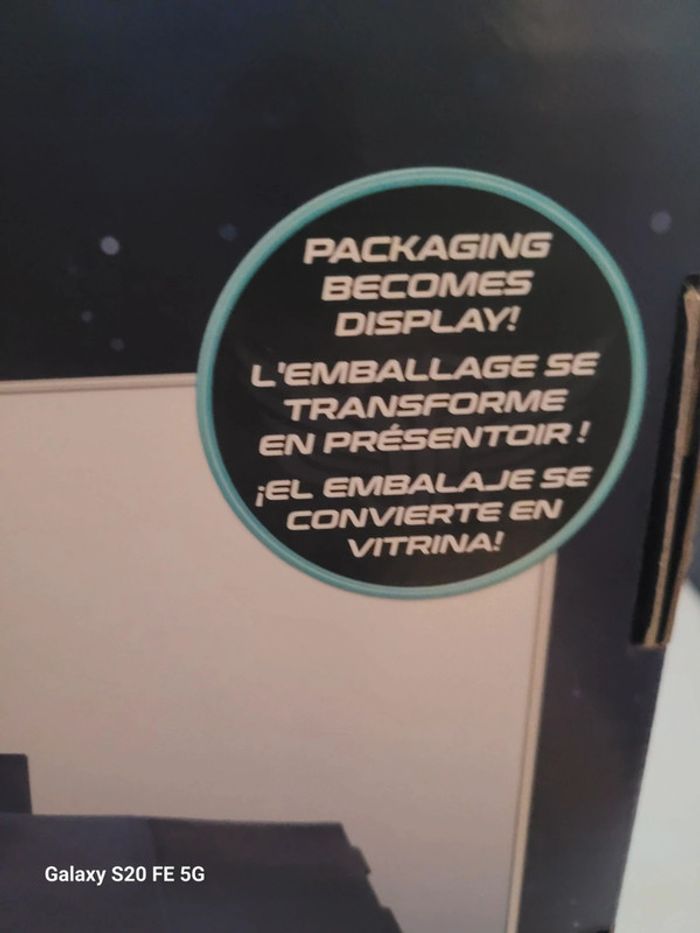 PACKAGING
BECOMES
DISPLAY!
L'EMBALLAGE SE
TRANSFORME
EN PRÉSENTOIR !
¡EL EMBALAJE SE
CONVIERTE EN
VITRINA!
Galaxy S20 FE 5G